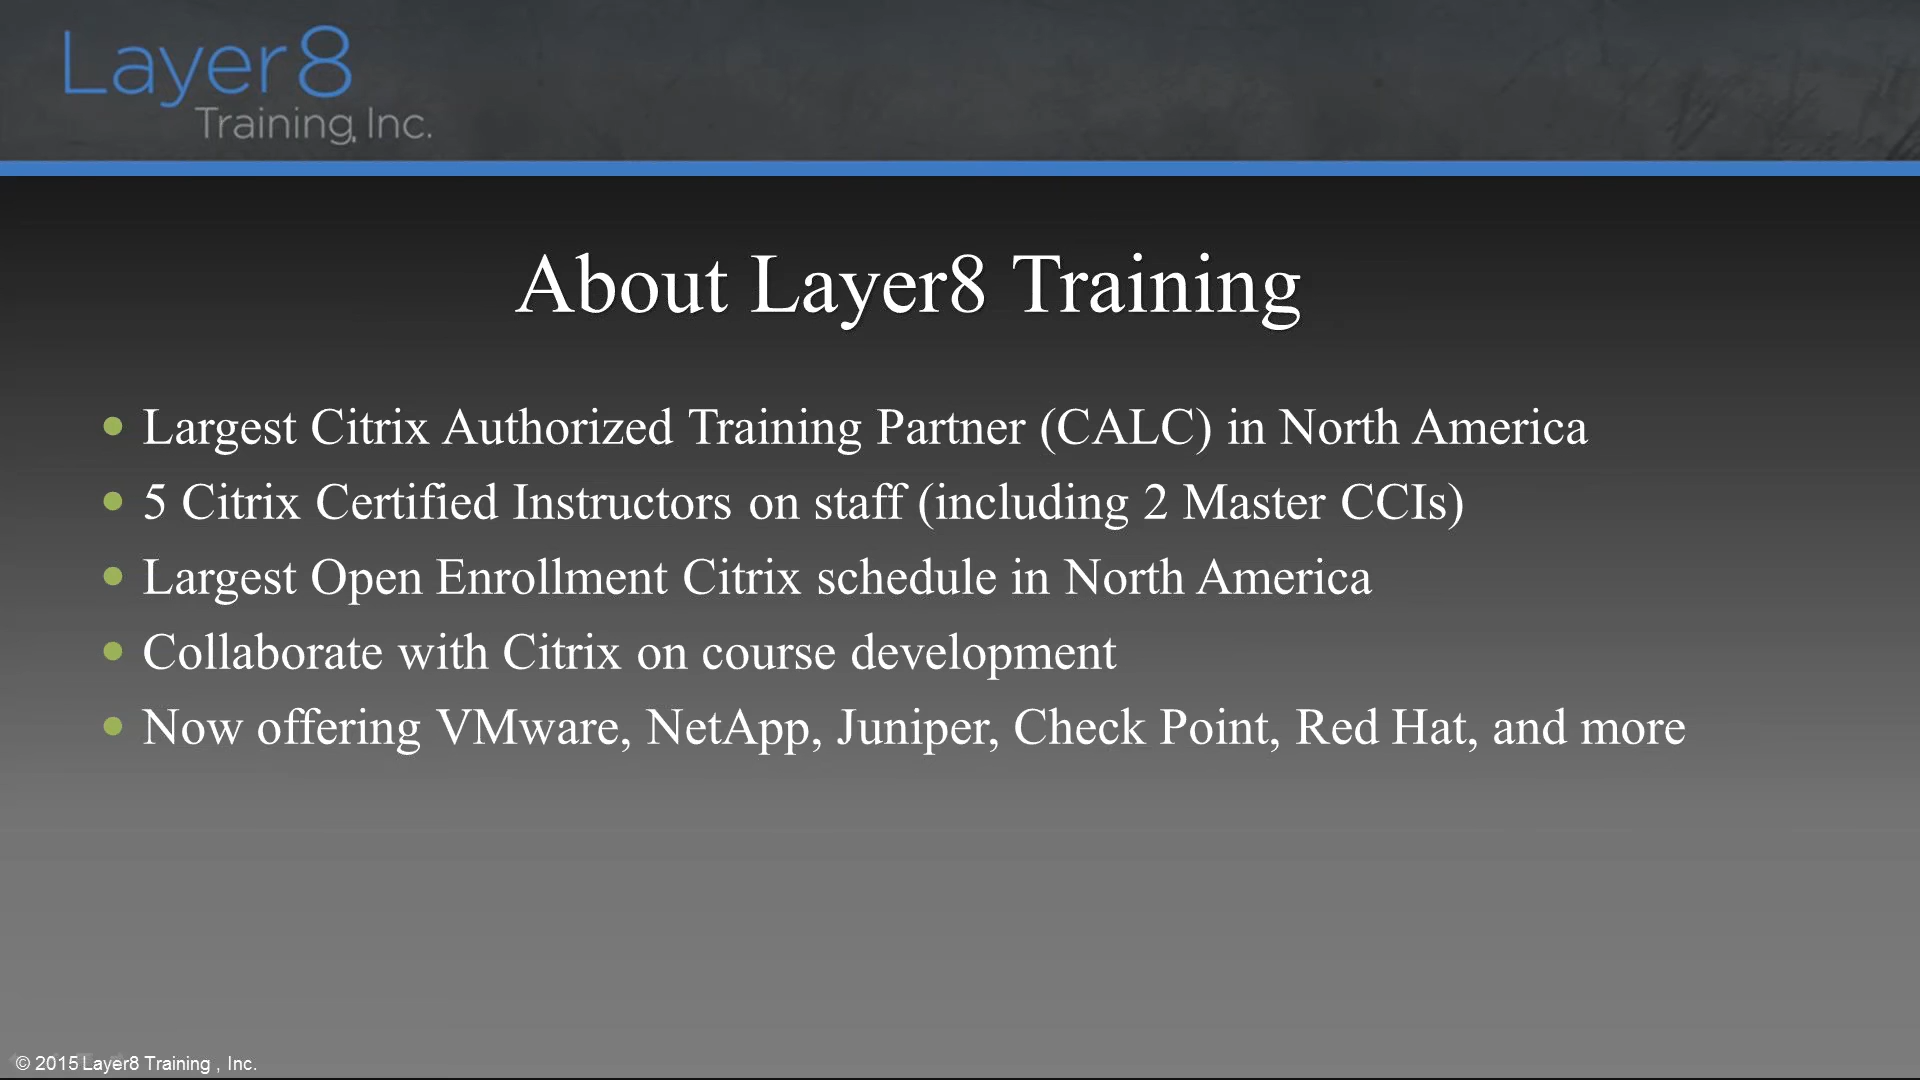 Layer8
Training, Inc.
About Layer8 Training
Largest Citrix Authorized Training Partner (CALC) in North America
5 Citrix Certified Instructors on staff (including 2 Master CCIs)
Largest Open Enrollment Citrix schedule in North America
Collaborate with Citrix on course development
Now offering VMware, NetApp, Juniper, Check Point, Red Hat, and more
© 2015 Layer8 Training , Inc.